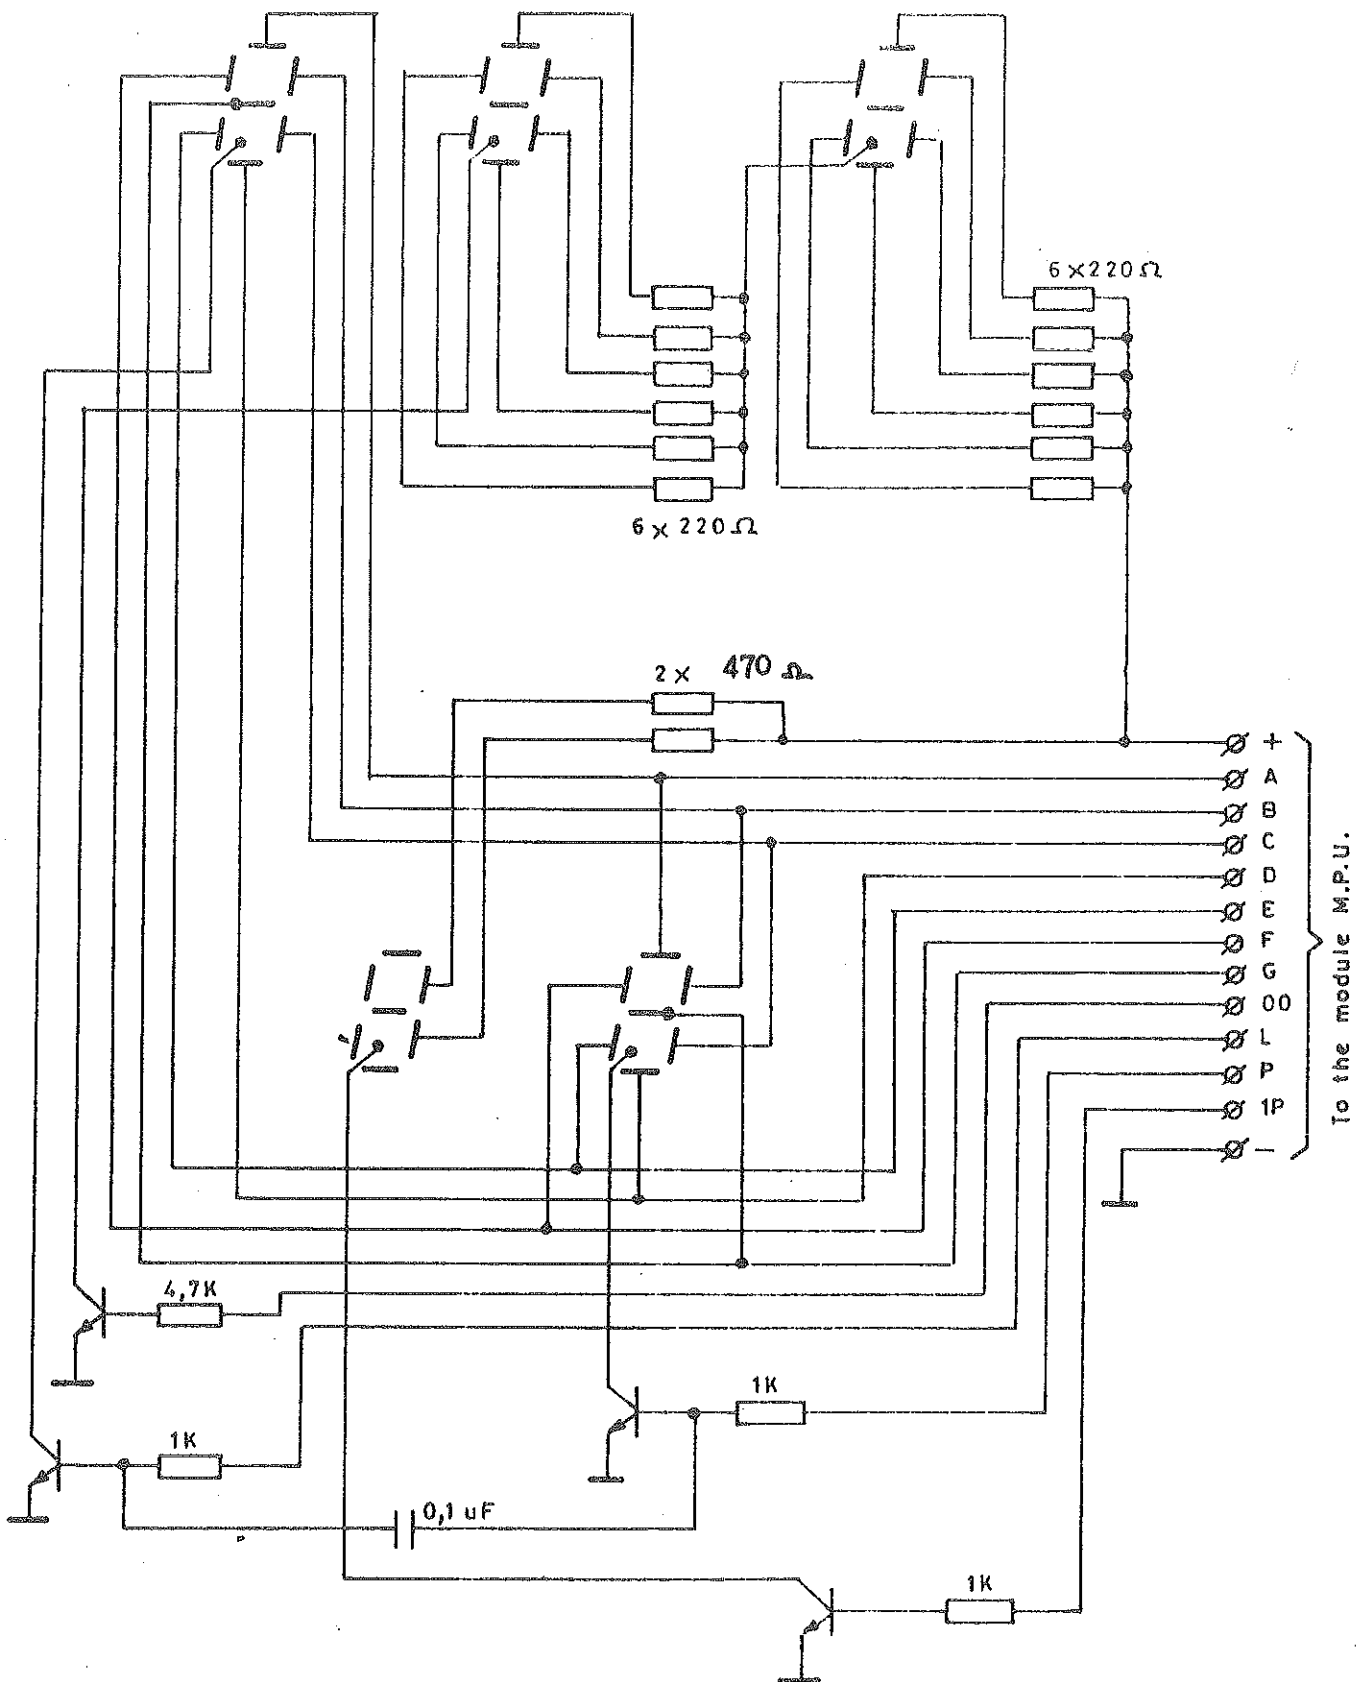 6 x 220 Ω
6 x 220 Ω
2 x 470 Ω
+
A
B
C
D
E
F
G
00
L
P
1P
—
To the module M.P.U.
4,7K
1K
1K
0,1 uF
1K